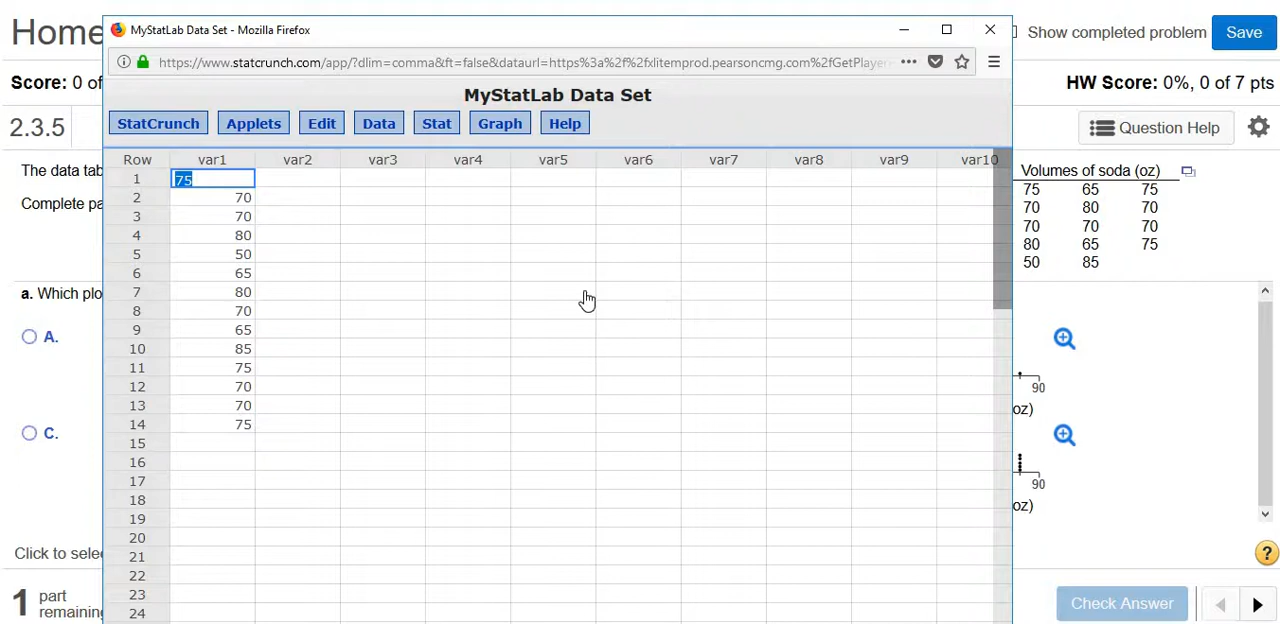 Home
MyStatLab Data Set - Mozilla Firefox
Show completed problem
Save
https://www.statcrunch.com/app/?dlim=comma&ft=false&dataurl=https%3a%2f%2fxlitemprod.pearsoncmg.com%2fGetPlayer
Score: 0 of
HW Score: 0%, 0 of 7 pts
MyStatLab Data Set
2.3.5
StatCrunch Applets Edit Data Stat Graph Help
Question Help
Row var1 var2 var3 var4 var5 var6 var7 var8 var9 var10
The data tab
Complete pa
Volumes of soda (oz)
75 65 75
70 80 70
70 70 70
80 65 75
50 85
1 75
2 70
3 70
4 80
5 50
6 65
7 80
8 70
9 65
10 85
11 75
12 70
13 70
14 75
15
16
17
18
19
20
21
22
23
24
a. Which plo
A.
90
oz)
C.
90
oz)
Click to sele
?
1 part
remaining
Check Answer